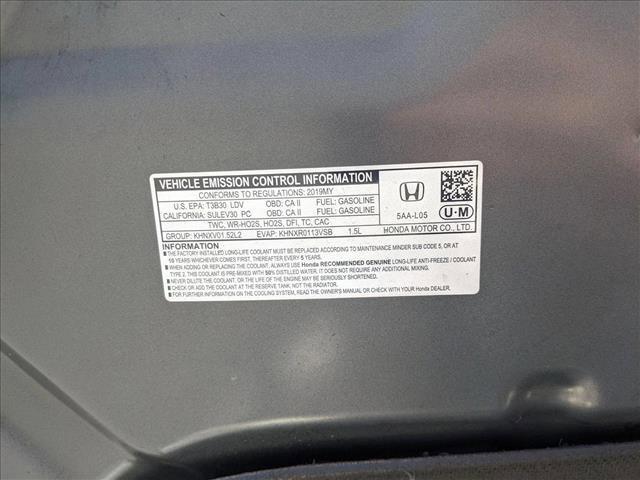 VEHICLE EMISSION CONTROL INFORMATION
CONFORMS TO REGULATIONS: 2019MY
U.S. EPA: T3B30 LDV OBD: CA II FUEL: GASOLINE
CALIFORNIA: SULEV30 PC OBD: CA II FUEL: GASOLINE
TWC, WR-HO2S, HO2S, DFI, TC, CAC
GROUP: KHNXV01.52L2 EVAP: KHNXR0113VSB 1.5L
5AA-L05
U·M
HONDA MOTOR CO., LTD.
INFORMATION
THE FACTORY INSTALLED LONG-LIFE COOLANT MUST BE REPLACED ACCORDING TO MAINTENANCE MINDER SUB CODE 5, OR AT
10 YEARS WHICHEVER COMES FIRST, THEREAFTER EVERY 5 YEARS.
WHEN ADDING OR REPLACING THE COOLANT, ALWAYS USE Honda RECOMMENDED GENUINE LONG-LIFE ANTI-FREEZE / COOLANT
TYPE 2. THIS COOLANT IS PRE-MIXED WITH 50% DISTILLED WATER. IT DOES NOT REQUIRE ANY ADDITIONAL MIXING.
NEVER DILUTE THE COOLANT, OR THE LIFE OF THE ENGINE MAY BE SERIOUSLY SHORTENED.
ALWAYS ADD COOLANT AT THE RESERVE TANK, NOT THE RADIATOR.
FOR FURTHER INFORMATION ON THE COOLING SYSTEM, READ THE OWNER'S MANUAL OR CHECK WITH YOUR Honda DEALER.